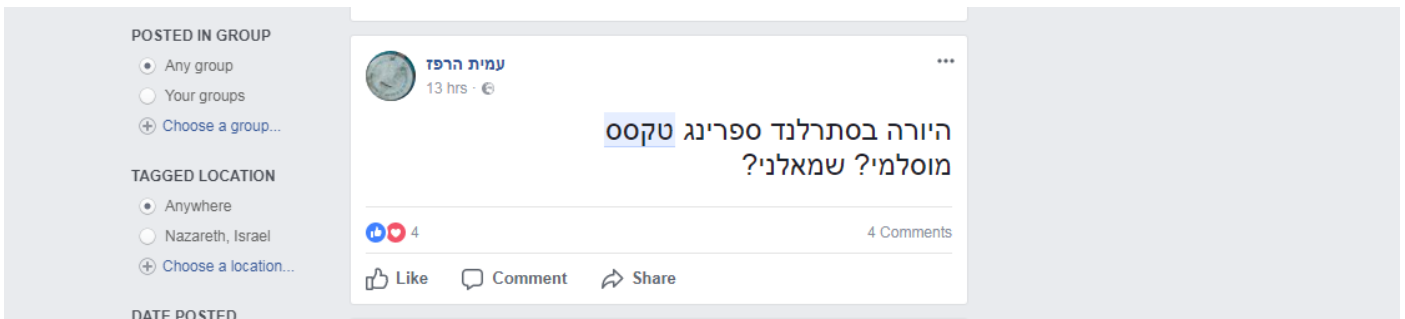 POSTED IN GROUP
Any group
Your groups
Choose a group...
TAGGED LOCATION
Anywhere
Nazareth, Israel
Choose a location...
DATE POSTED
עמית הרפז
13 hrs ·
היורה בסתרלנד ספרינג טקסס
מוסלמי? שמאלני?
4
4 Comments
Like Comment Share